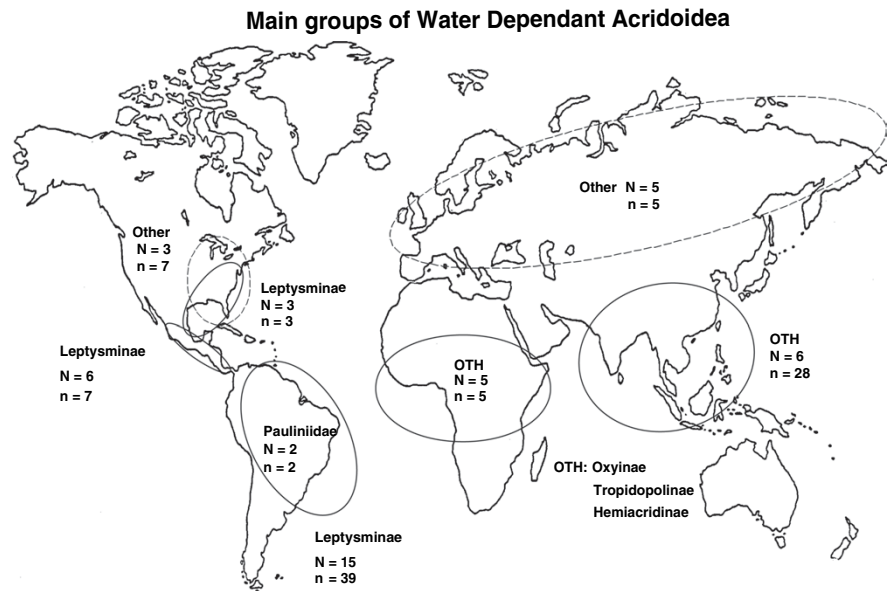 Main groups of Water Dependant Acridoidea
Other N = 5
n = 5
Other
N = 3
n = 7
Leptysminae
N = 3
n = 3
Leptysminae
N = 6
n = 7
OTH
N = 5
n = 5
OTH
N = 6
n = 28
Pauliniidae
N = 2
n = 2
OTH: Oxyinae
Tropidopolinae
Hemiacridinae
Leptysminae
N = 15
n = 39